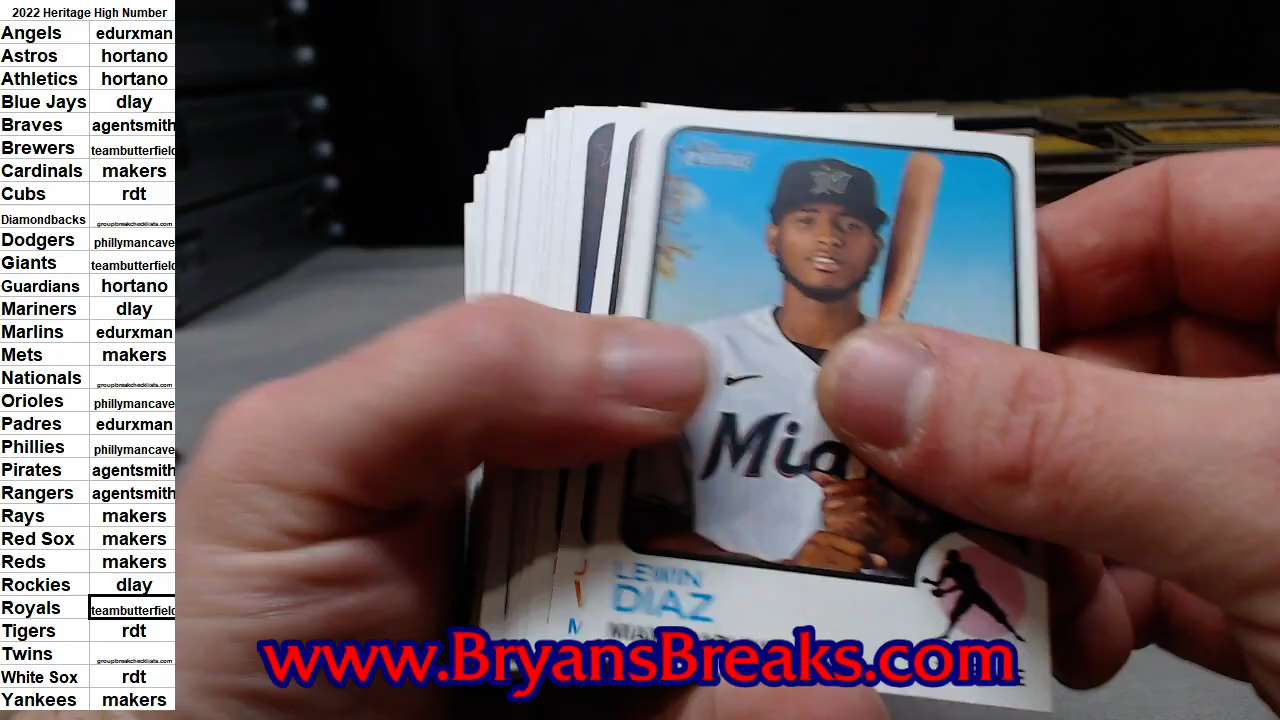 2022 Heritage High Number
Angels edurxman
Astros hortano
Athletics hortano
Blue Jays dlay
Braves agentsmith
Brewers teambutterfield
Cardinals makers
Cubs rdt
Diamondbacks groupbreakchecklists.com
Dodgers phillymancave
Giants teambutterfield
Guardians hortano
Mariners dlay
Marlins edurxman
Mets makers
Nationals groupbreakchecklists.com
Orioles phillymancave
Padres edurxman
Phillies phillymancave
Pirates agentsmith
Rangers agentsmith
Rays makers
Red Sox makers
Reds makers
Rockies dlay
Royals teambutterfield
Tigers rdt
Twins groupbreakchecklists.com
White Sox rdt
Yankees makers
Mia
LEWIN
DIAZ
www.BryansBreaks.com